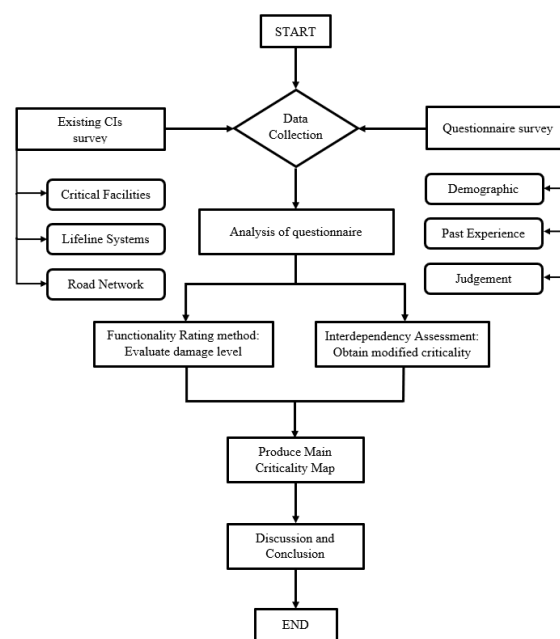 START
Existing CIs
survey
Data
Collection
Questionnaire survey
Critical Facilities
Lifeline Systems
Road Network
Demographic
Past Experience
Judgement
Analysis of questionnaire
Functionality Rating method:
Evaluate damage level
Interdependency Assessment:
Obtain modified criticality
Produce Main
Criticality Map
Discussion and
Conclusion
END